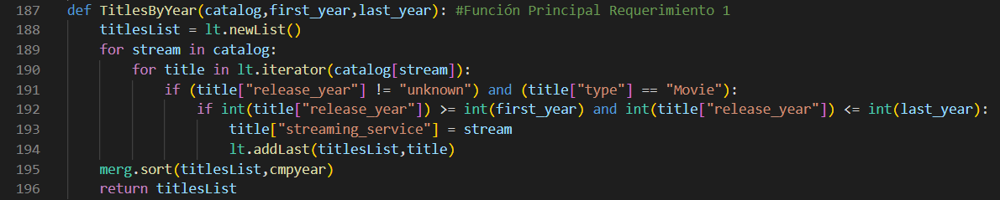 187 def TitlesByYear(catalog,first_year,last_year): #Función Principal Requerimiento 1
188     titlesList = lt.newList()
189     for stream in catalog:
190         for title in lt.iterator(catalog[stream]):
191             if (title["release_year"] != "unknown") and (title["type"] == "Movie"):
192                 if int(title["release_year"]) >= int(first_year) and int(title["release_year"]) <= int(last_year):
193                     title["streaming_service"] = stream
194                     lt.addLast(titlesList,title)
195     merg.sort(titlesList,cmpyear)
196     return titlesList